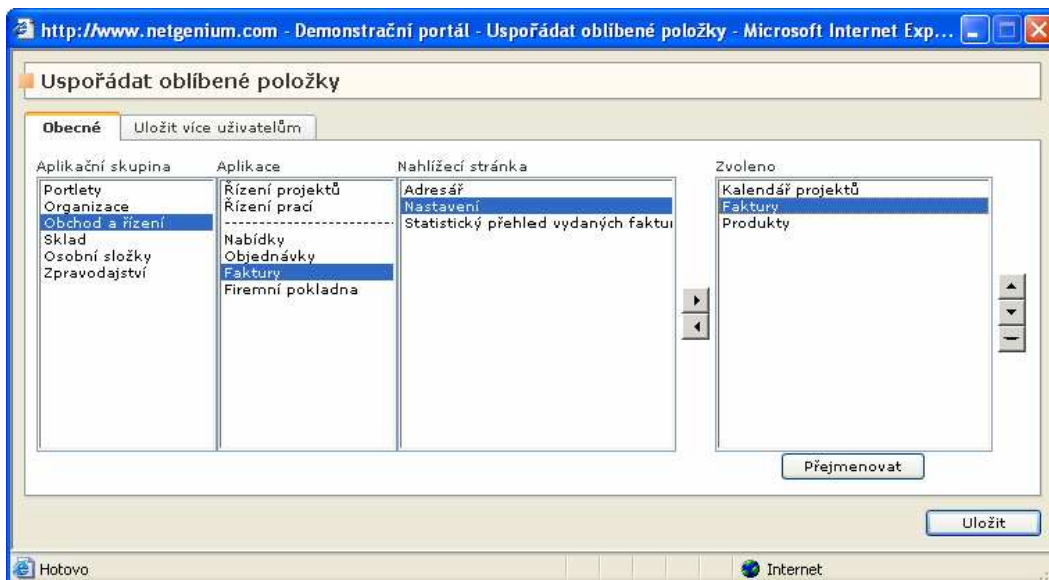 http://www.netgenium.com - Demonstrační portál - Uspořádat oblíbené položky - Microsoft Internet Exp...
Uspořádat oblíbené položky
Obecné
Uložit více uživatelům
Aplikační skupina
Portlety
Organizace
Obchod a řízení
Sklad
Osobní složky
Zpravodajství
Aplikace
Řízení projektů
Řízení prací
--------------------
Nabídky
Objednávky
Faktury
Firemní pokladna
Nahlížecí stránka
Adresář
Nastavení
Statistický přehled vydaných faktur
Zvoleno
Kalendář projektů
Faktury
Produkty
Přejmenovat
Uložit
Hotovo
Internet